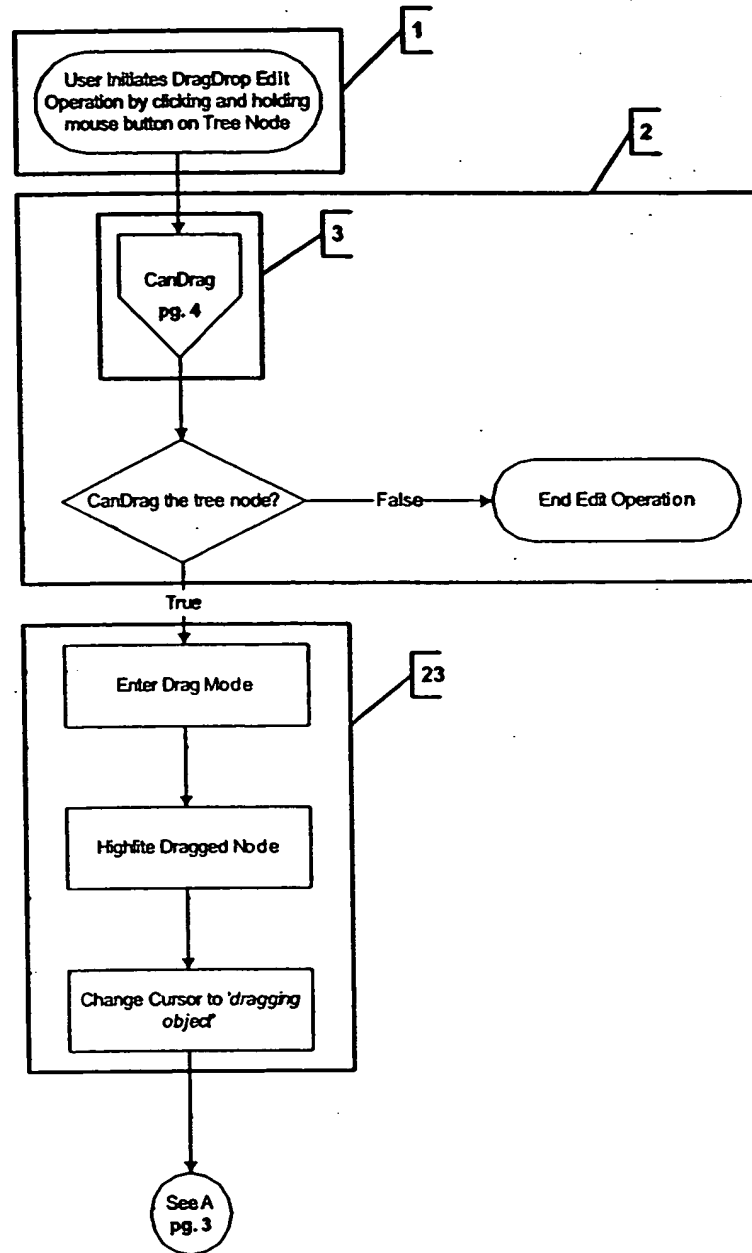 1
User Initiates DragDrop Edit
Operation by clicking and holding
mouse button on Tree Node
2
3
CanDrag
pg. 4
CanDrag the tree node?
False
End Edit Operation
True
23
Enter Drag Mode
Highlite Dragged Node
Change Cursor to 'dragging
object'
See A
pg. 3